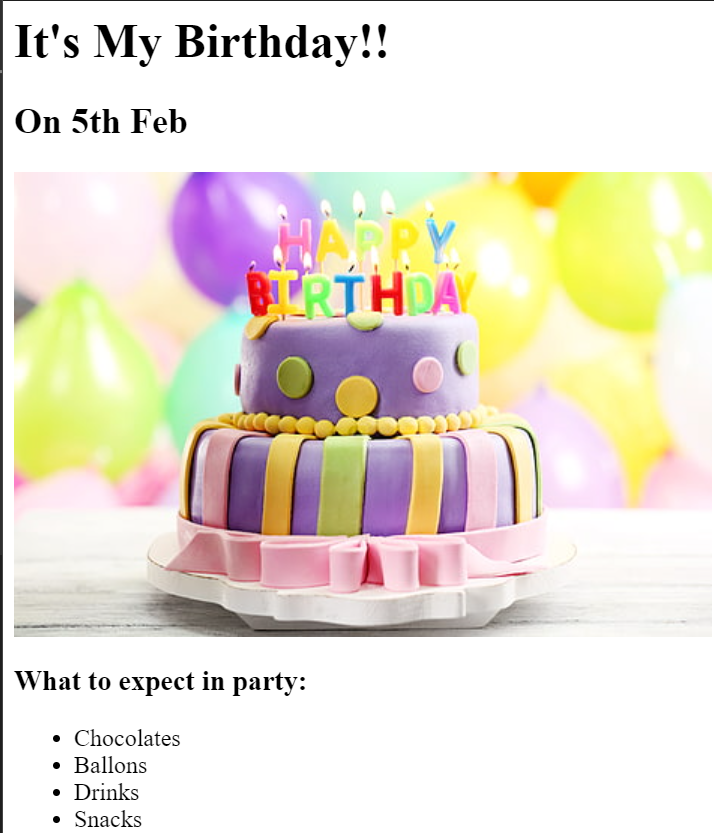 It's My Birthday!!
On 5th Feb
HAPPY
BIRTHDAY
What to expect in party:
Chocolates
Ballons
Drinks
Snacks